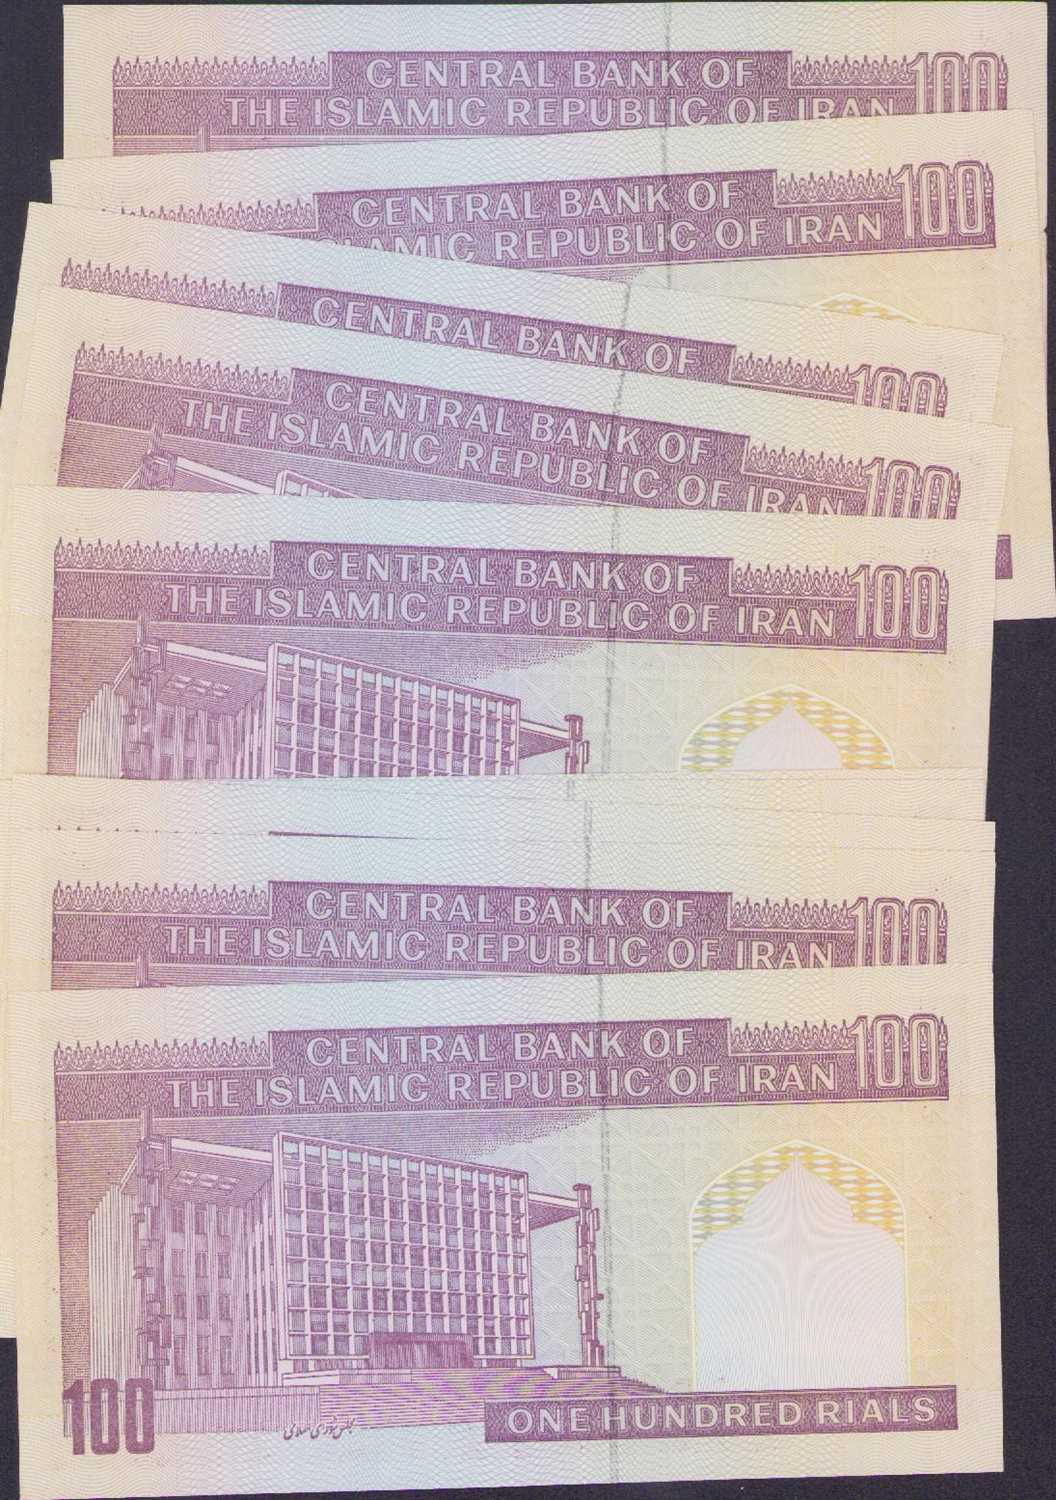 CENTRAL BANK OF 100
THE ISLAMIC REPUBLIC OF IRAN
CENTRAL BANK OF 100
ISLAMIC REPUBLIC OF IRAN
CENTRAL BANK OF 100
CENTRAL BANK OF 100
THE ISLAMIC REPUBLIC OF IRAN
CENTRAL BANK OF 100
THE ISLAMIC REPUBLIC OF IRAN
CENTRAL BANK OF 100
THE ISLAMIC REPUBLIC OF IRAN
CENTRAL BANK OF 100
THE ISLAMIC REPUBLIC OF IRAN
100 مجلس شورای اسلامی ONE HUNDRED RIALS